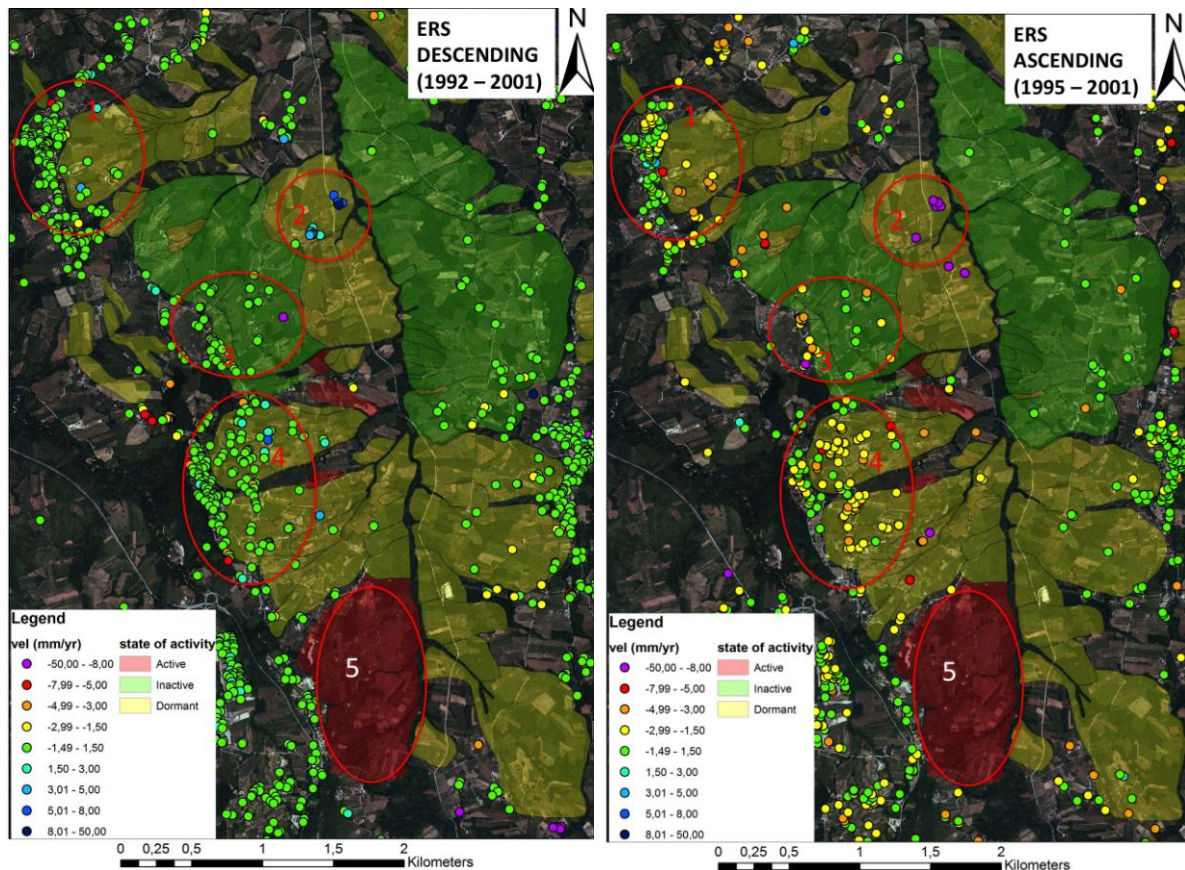 ERS
DESCENDING
(1992 – 2001)
N
1
2
3
4
5
Legend
vel (mm/yr)
-50,00 - -8,00
-7,99 - -5,00
-4,99 - -3,00
-2,99 - -1,50
-1,49 - 1,50
1,50 - 3,00
3,01 - 5,00
5,01 - 8,00
8,01 - 50,00
state of activity
Active
Inactive
Dormant
0 0,25 0,5 1 1,5 2
Kilometers
ERS
ASCENDING
(1995 – 2001)
N
1
2
3
4
5
Legend
vel (mm/yr)
-50,00 - -8,00
-7,99 - -5,00
-4,99 - -3,00
-2,99 - -1,50
-1,49 - 1,50
1,50 - 3,00
3,01 - 5,00
5,01 - 8,00
8,01 - 50,00
state of activity
Active
Inactive
Dormant
0 0,25 0,5 1 1,5 2
Kilometers